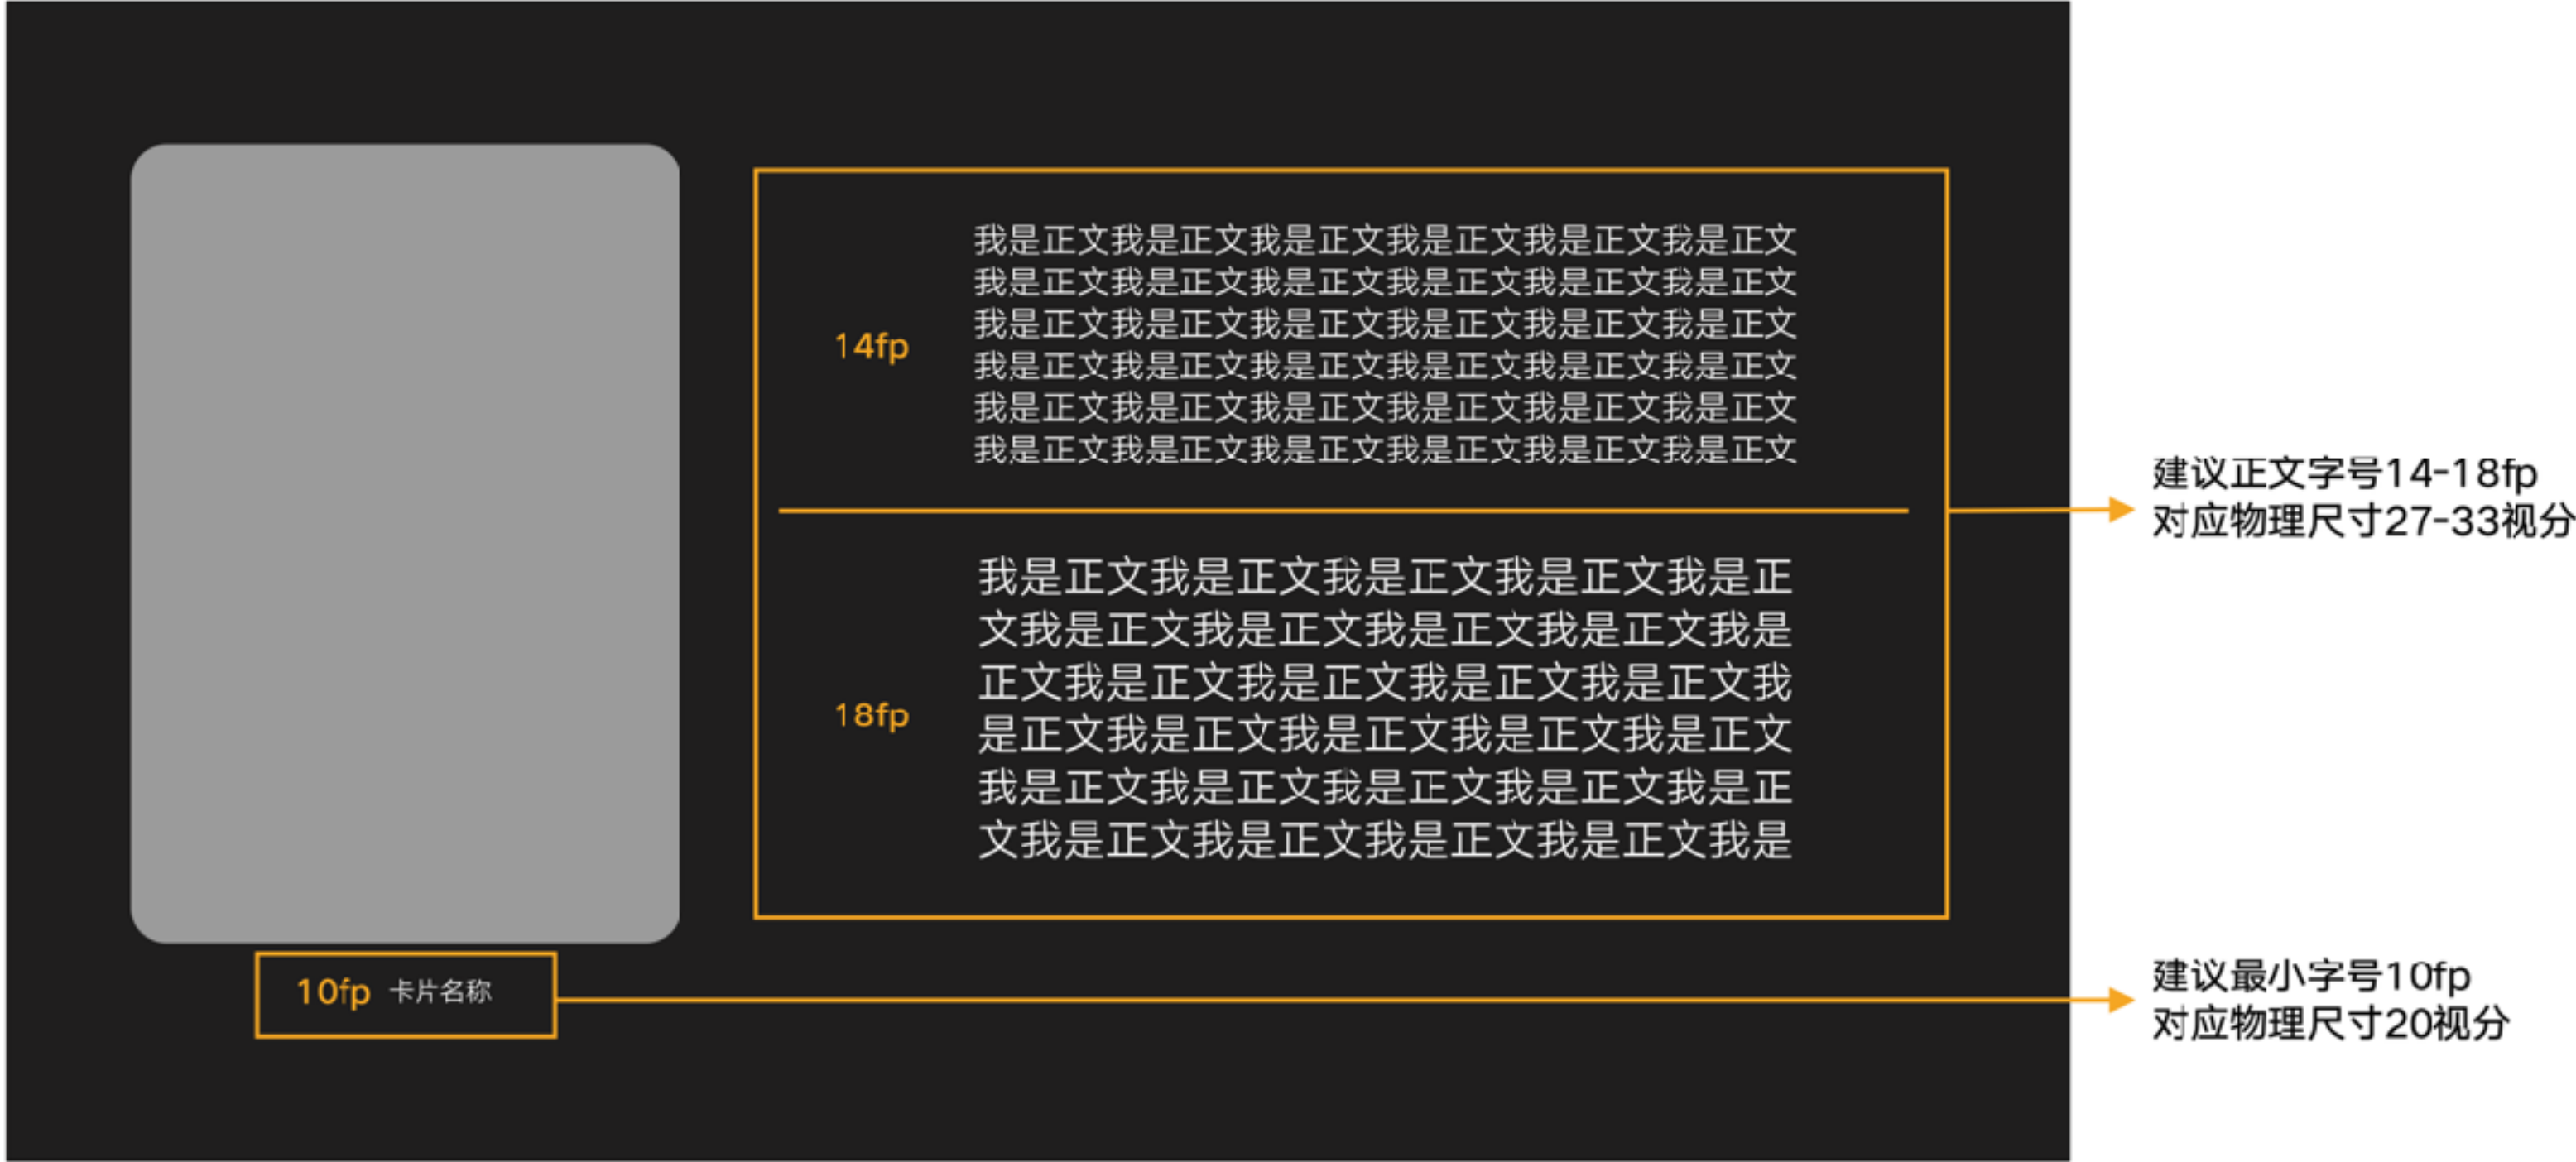 14fp
我是正文我是正文我是正文我是正文我是正文我是正文
我是正文我是正文我是正文我是正文我是正文我是正文
我是正文我是正文我是正文我是正文我是正文我是正文
我是正文我是正文我是正文我是正文我是正文我是正文
我是正文我是正文我是正文我是正文我是正文我是正文
我是正文我是正文我是正文我是正文我是正文我是正文
18fp
我是正文我是正文我是正文我是正文我是正
文我是正文我是正文我是正文我是正文我是
正文我是正文我是正文我是正文我是正文我
是正文我是正文我是正文我是正文我是正文
我是正文我是正文我是正文我是正文我是正
文我是正文我是正文我是正文我是正文我是
建议正文字号14-18fp
对应物理尺寸27-33视分
10fp 卡片名称
建议最小字号10fp
对应物理尺寸20视分